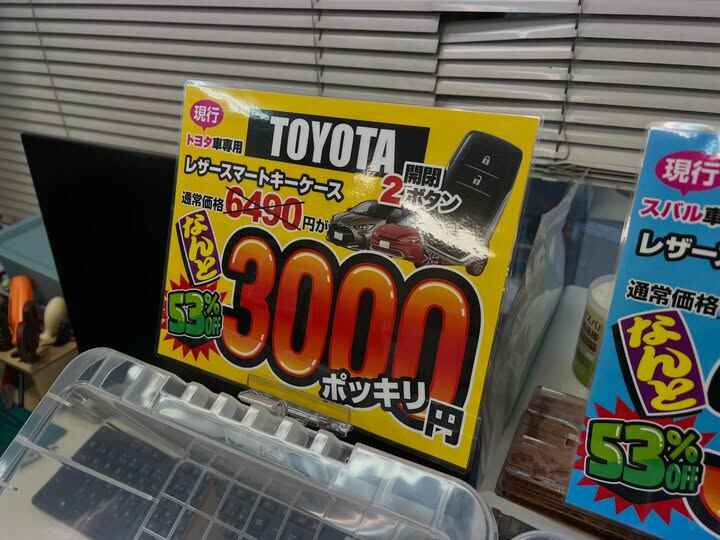 現行
トヨタ車専用
TOYOTA
レザースマートキーケース
2 開閉ボタン
通常価格 6490円が
なんと
53%OFF
3000
ポッキリ
円
現行
スバル車
レザ
通常価格
なんと
53%OFF